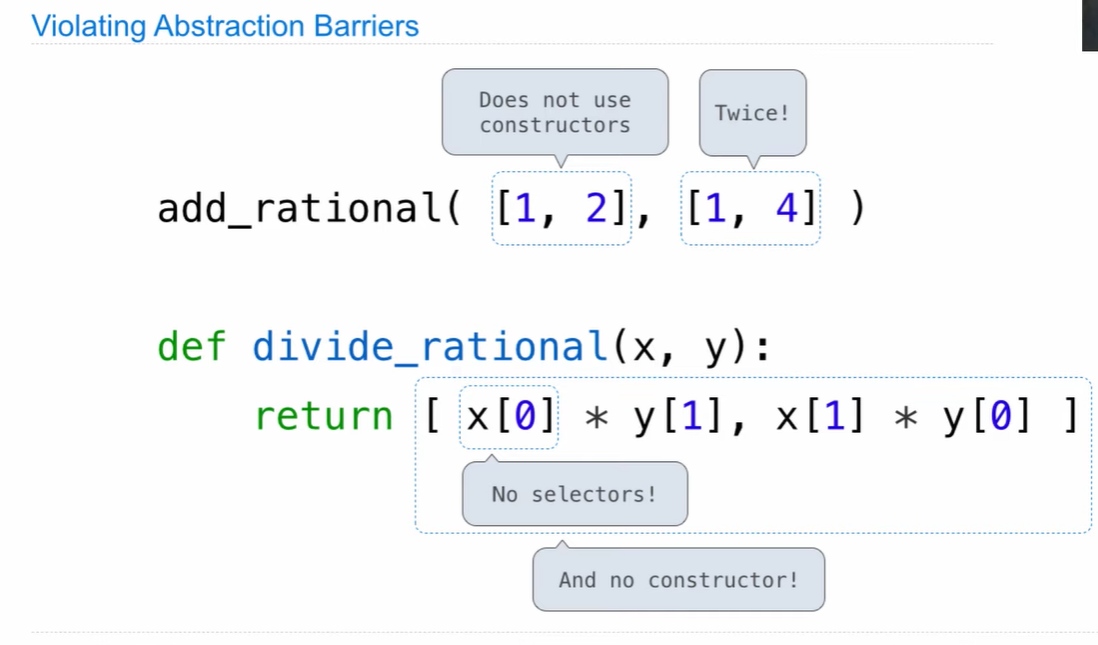 Violating Abstraction Barriers
Does not use
constructors
Twice!
add_rational( [1, 2], [1, 4] )
def divide_rational(x, y):
return [ x[0] * y[1], x[1] * y[0] ]
No selectors!
And no constructor!